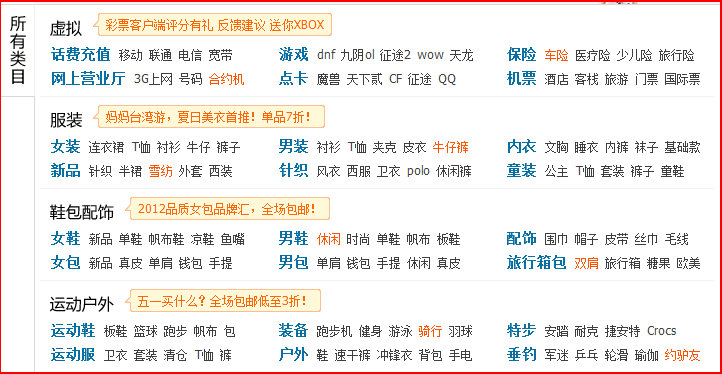 所有类目
虚拟 彩票客户端评分有礼 反馈建议 送你XBOX
话费充值 移动 联通 电信 宽带 游戏 dnf 九阴ol 征途2 wow 天龙 保险 车险 医疗险 少儿险 旅行险
网上营业厅 3G上网 号码 合约机 点卡 魔兽 天下贰 CF 征途 QQ 机票 酒店 客栈 旅游 门票 国际票
服装 妈妈台湾游，夏日美衣首推！单品7折！
女装 连衣裙 T恤 衬衫 牛仔 裤子 男装 衬衫 T恤 夹克 皮衣 牛仔裤 内衣 文胸 睡衣 内裤 袜子 基础款
新品 针织 半裙 雪纺 外套 西装 针织 风衣 西服 卫衣 polo 休闲裤 童装 公主 T恤 套装 裤子 童鞋
鞋包配饰 2012品质女包品牌汇，全场包邮！
女鞋 新品 单鞋 帆布鞋 凉鞋 鱼嘴 男鞋 休闲 时尚 单鞋 帆布 板鞋 配饰 围巾 帽子 皮带 丝巾 毛线
女包 新品 真皮 单肩 钱包 手提 男包 单肩 钱包 手提 休闲 真皮 旅行箱包 双肩 旅行箱 糖果 欧美
运动户外 五一买什么？全场包邮低至3折！
运动鞋 板鞋 篮球 跑步 帆布 包 装备 跑步机 健身 游泳 骑行 羽球 特步 安踏 耐克 捷安特 Crocs
运动服 卫衣 套装 清仓 T恤 裤 户外 鞋 速干裤 冲锋衣 背包 手电 垂钓 军迷 乒乓 轮滑 瑜伽 约驴友